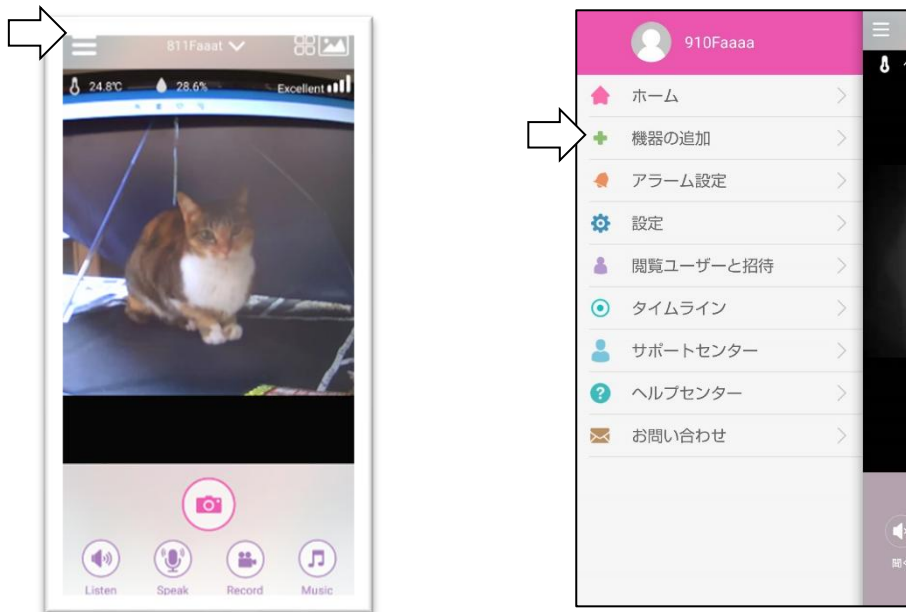 811Faaat
24.8℃
28.6%
Excellent
Listen
Speak
Record
Music
910Faaaa
ホーム
機器の追加
アラーム設定
設定
閲覧ユーザーと招待
タイムライン
サポートセンター
ヘルプセンター
お問い合わせ